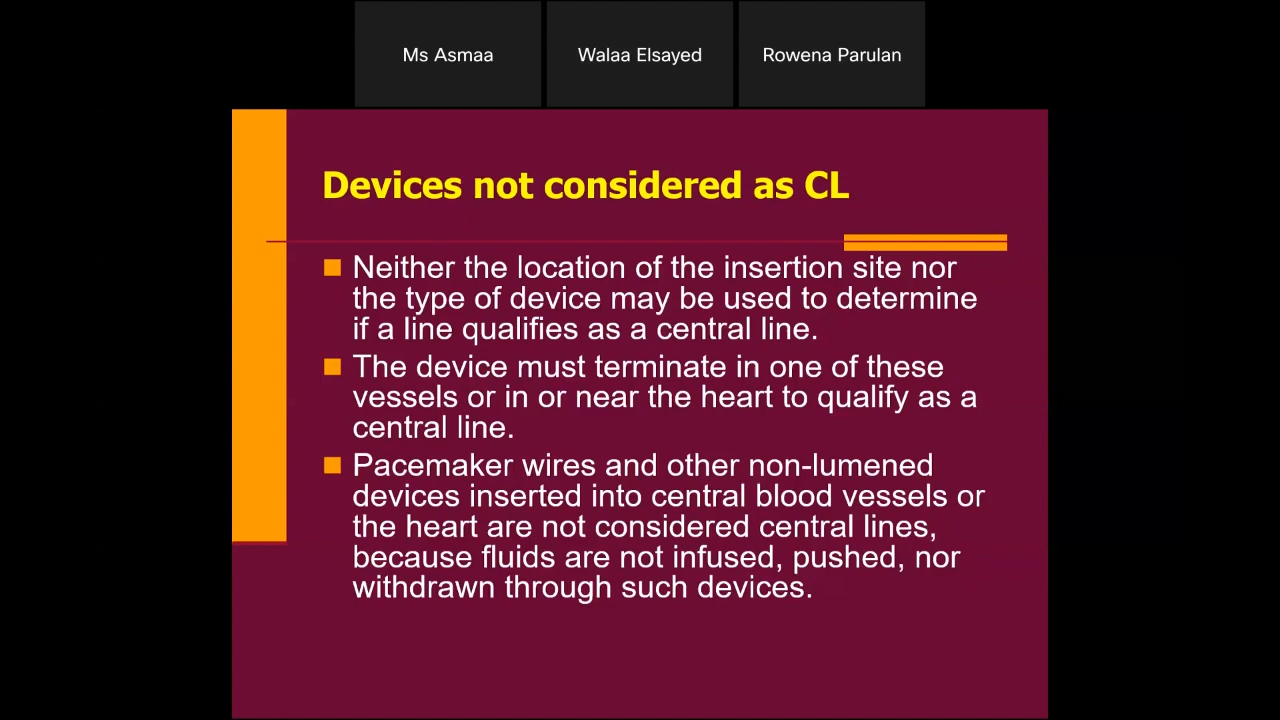 Ms Asmaa
Walaa Elsayed
Rowena Parulan
Devices not considered as CL
Neither the location of the insertion site nor
the type of device may be used to determine
if a line qualifies as a central line.
The device must terminate in one of these
vessels or in or near the heart to qualify as a
central line.
Pacemaker wires and other non-lumened
devices inserted into central blood vessels or
the heart are not considered central lines,
because fluids are not infused, pushed, nor
withdrawn through such devices.